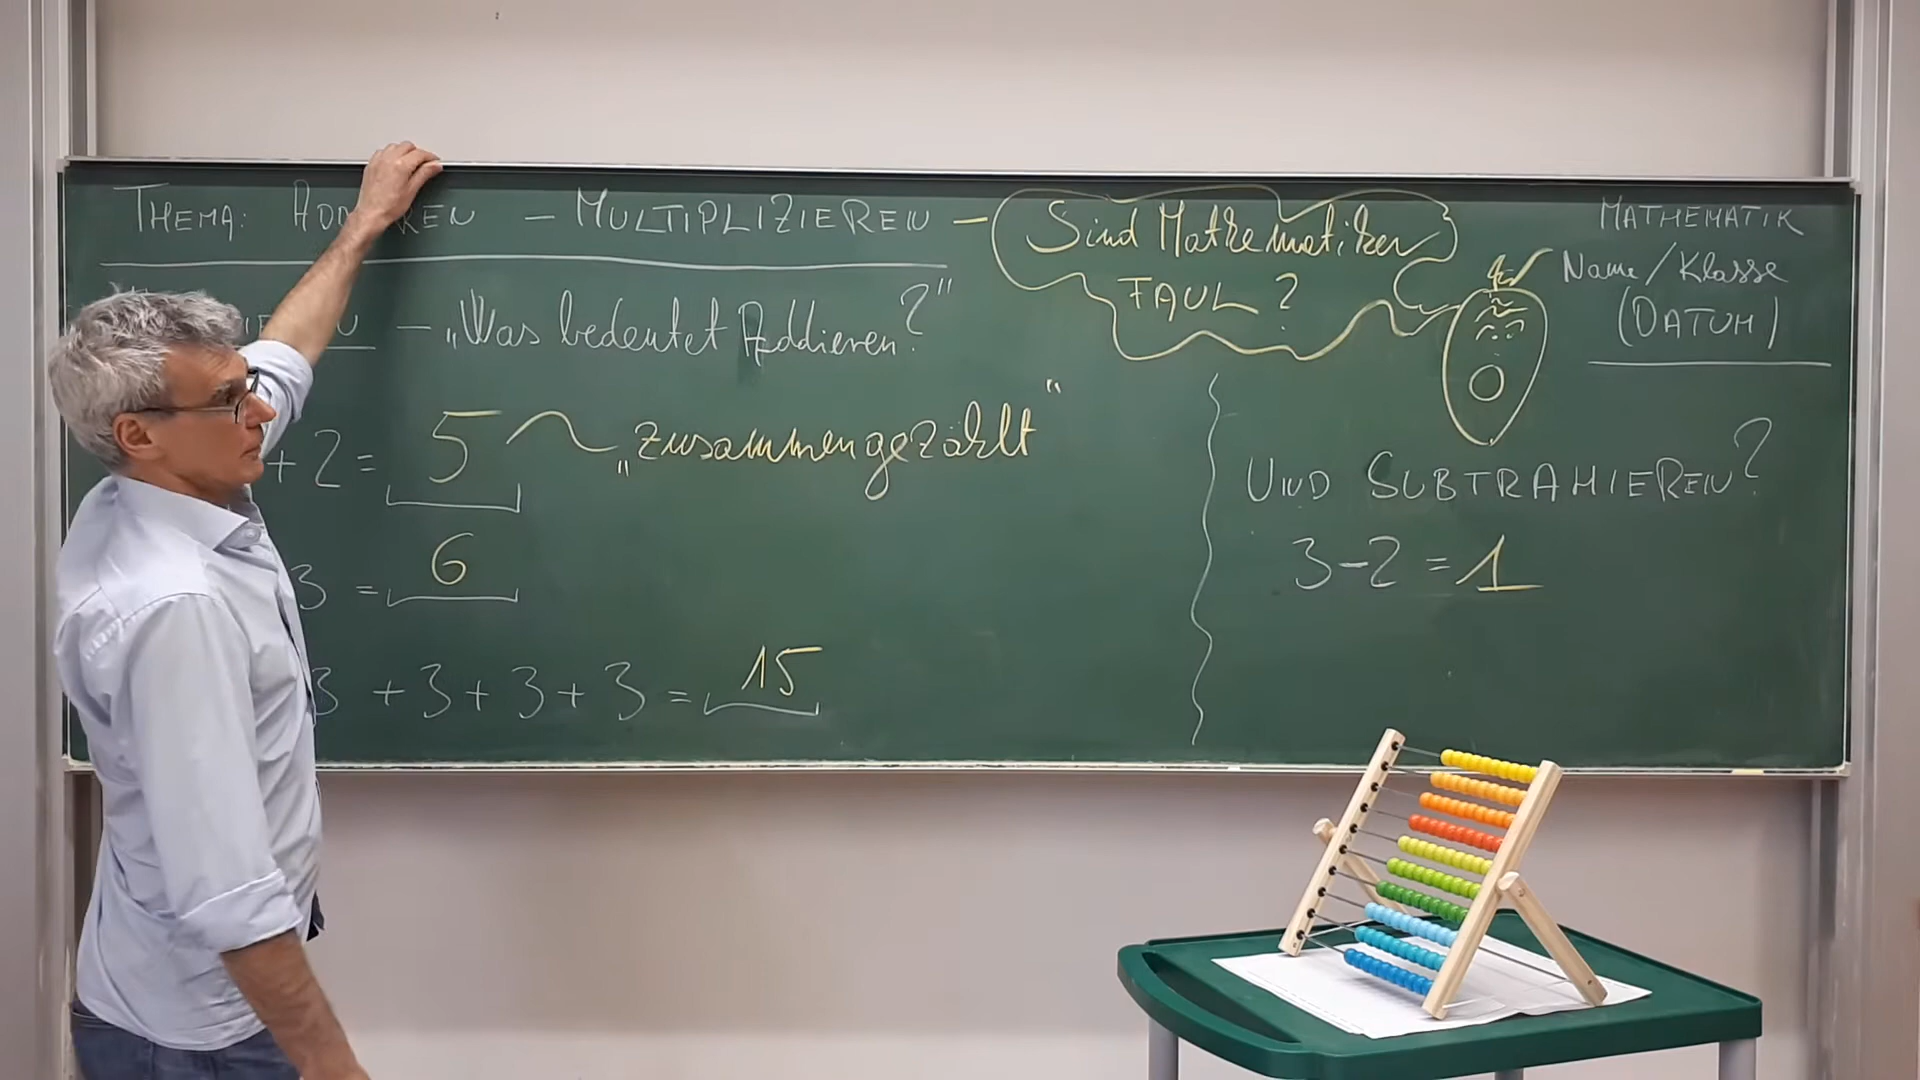 THEMA: ADDIEREN - MULTIPLIZIEREN - Sind Mathematiker
FAUL?
MATHEMATIK
Name/Klasse
(DATUM)
- „Was bedeutet Addieren?"
+ 2 = 5 „zusammengezählt"
3 = 6
3 + 3 + 3 + 3 = 15
UND SUBTRAHIEREN?
3-2 = 1